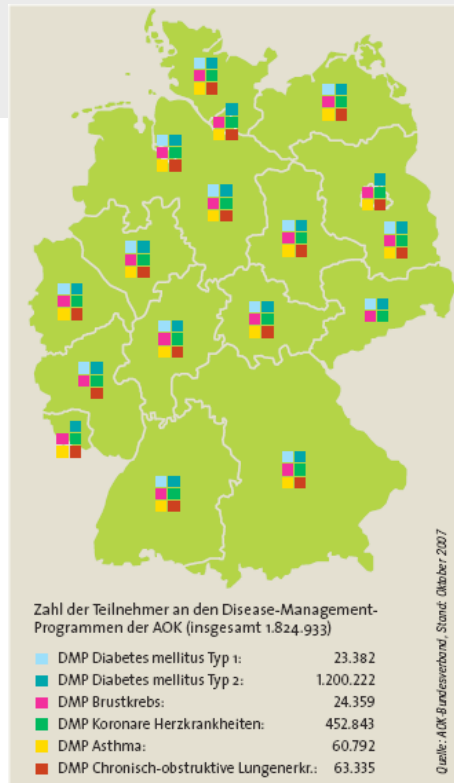 Zahl der Teilnehmer an den Disease-Management-
Programmen der AOK (insgesamt 1.824.933)
DMP Diabetes mellitus Typ 1: 23.382
DMP Diabetes mellitus Typ 2: 1.200.222
DMP Brustkrebs: 24.359
DMP Koronare Herzkrankheiten: 452.843
DMP Asthma: 60.792
DMP Chronisch-obstruktive Lungenerkr.: 63.335
Quelle: AOK-Bundesverband, Stand: Oktober 2007